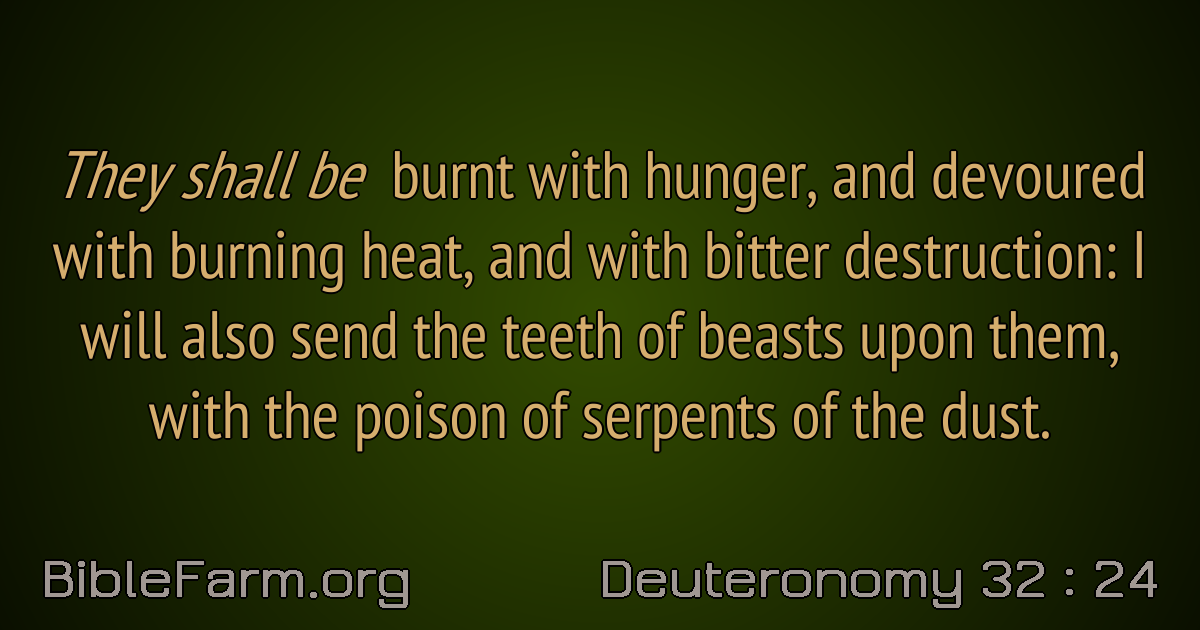 They shall be burnt with hunger, and devoured
with burning heat, and with bitter destruction: I
will also send the teeth of beasts upon them,
with the poison of serpents of the dust.
BibleFarm.org
Deuteronomy 32 : 24